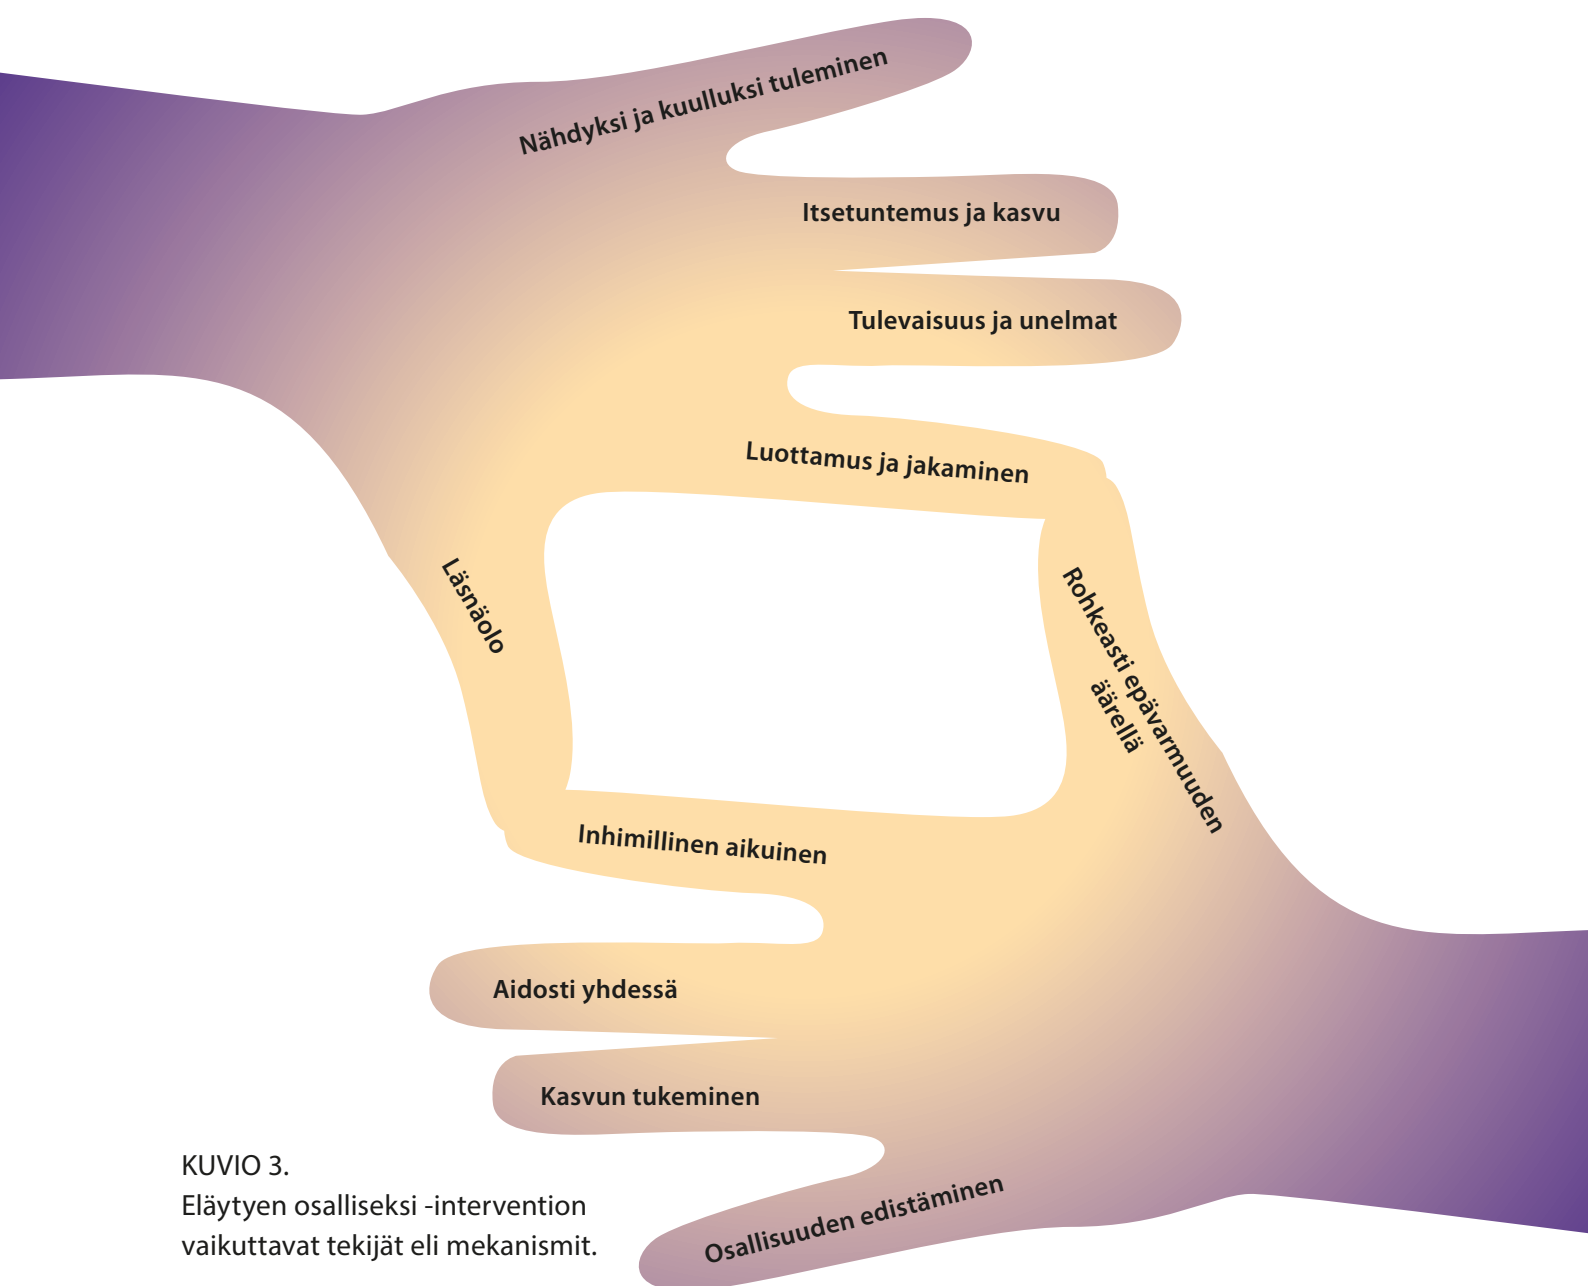 Nähdyksi ja kuulluksi tuleminen
Itsetuntemus ja kasvu
Tulevaisuus ja unelmat
Luottamus ja jakaminen
Läsnäolo
Rohkeasti epävarmuuden
äärellä
Inhimillinen aikuinen
Aidosti yhdessä
Kasvun tukeminen
Osallisuuden edistäminen
KUVIO 3.
Eläytyen osalliseksi -intervention
vaikuttavat tekijät eli mekanismit.